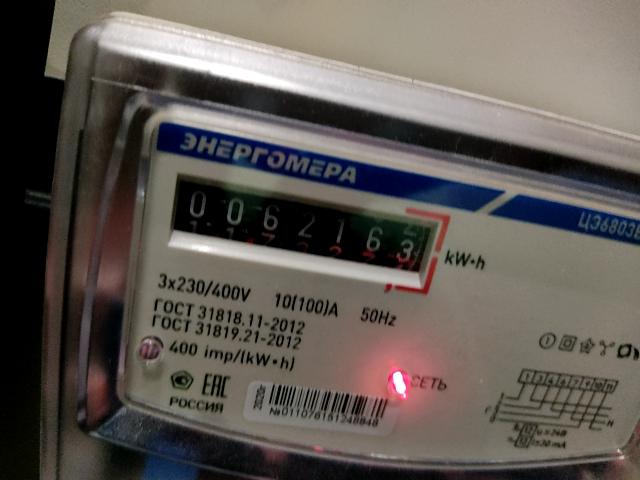 ЭНЕРГОМЕРА
ЦЭ6803В
0062163
kW•h
3x230/400V 10(100)A 50Hz
ГОСТ 31818.11-2012
ГОСТ 31819.21-2012
400 imp/(kW•h)
СЕТЬ
ЕАС
РОССИЯ